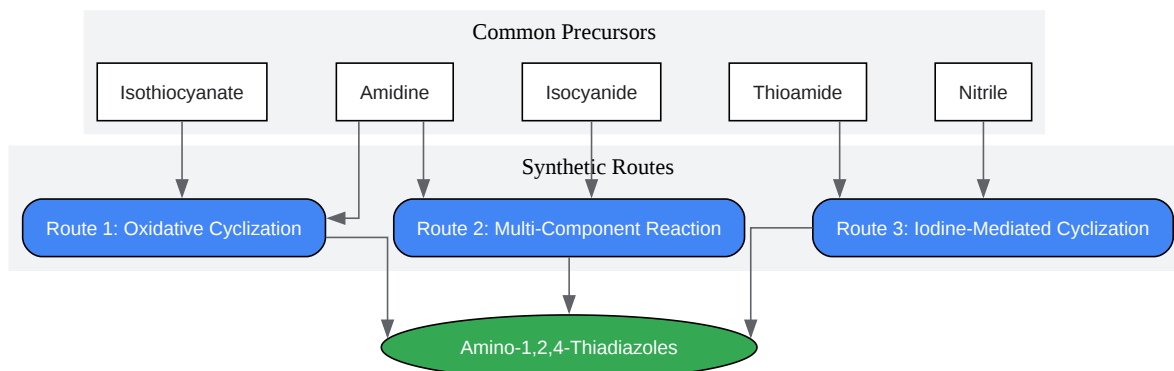 Common Precursors
Isothiocyanate
Amidine
Isocyanide
Thioamide
Nitrile
Synthetic Routes
Route 1: Oxidative Cyclization
Route 2: Multi-Component Reaction
Route 3: Iodine-Mediated Cyclization
Amino-1,2,4-Thiadiazoles